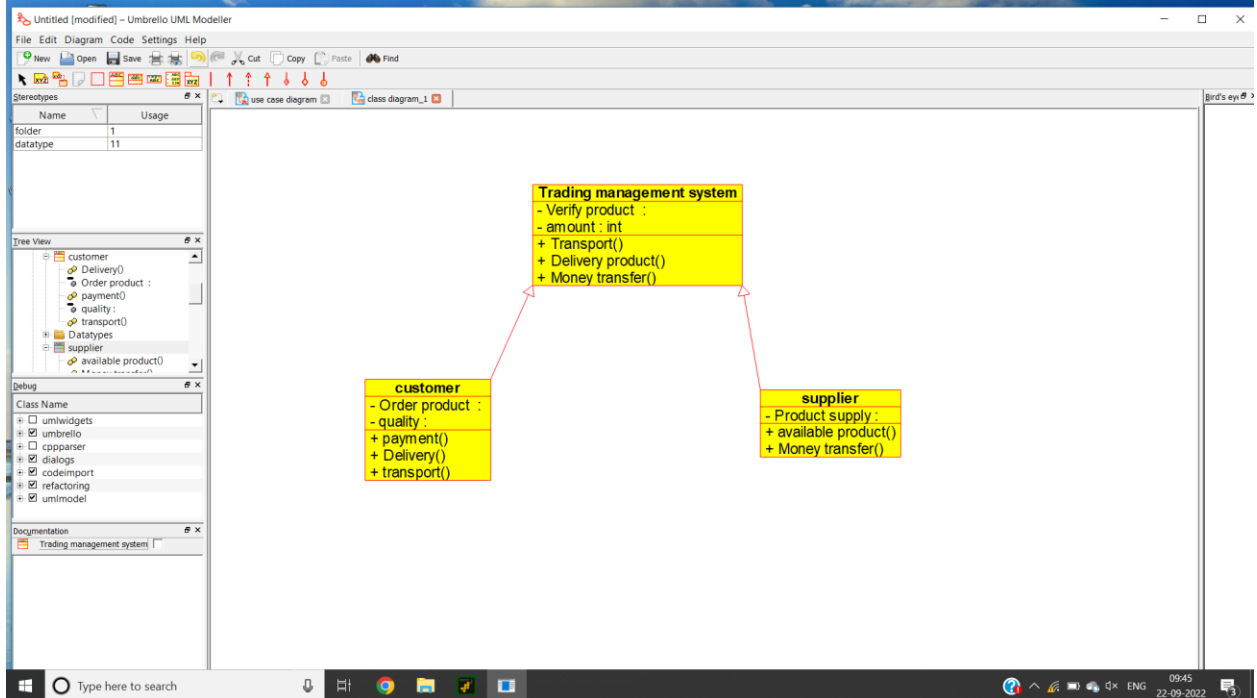 Untitled [modified] – Umbrello UML Modeller
File Edit Diagram Code Settings Help
New Open Save Cut Copy Paste Find
Stereotypes
use case diagram class diagram_1
Name Usage
folder 1
datatype 11
Trading management system
- Verify product :
- amount : int
+ Transport()
+ Delivery product()
+ Money transfer()
Tree View
customer
Delivery()
Order product :
payment()
quality :
transport()
Datatypes
supplier
available product()
Debug
Class Name
umlwidgets
umbrello
cppparser
dialogs
codeimport
refactoring
umlmodel
customer
- Order product :
- quality :
+ payment()
+ Delivery()
+ transport()
supplier
- Product supply :
+ available product()
+ Money transfer()
Documentation
Trading management system
Type here to search
ENG
09:45
22-09-2022